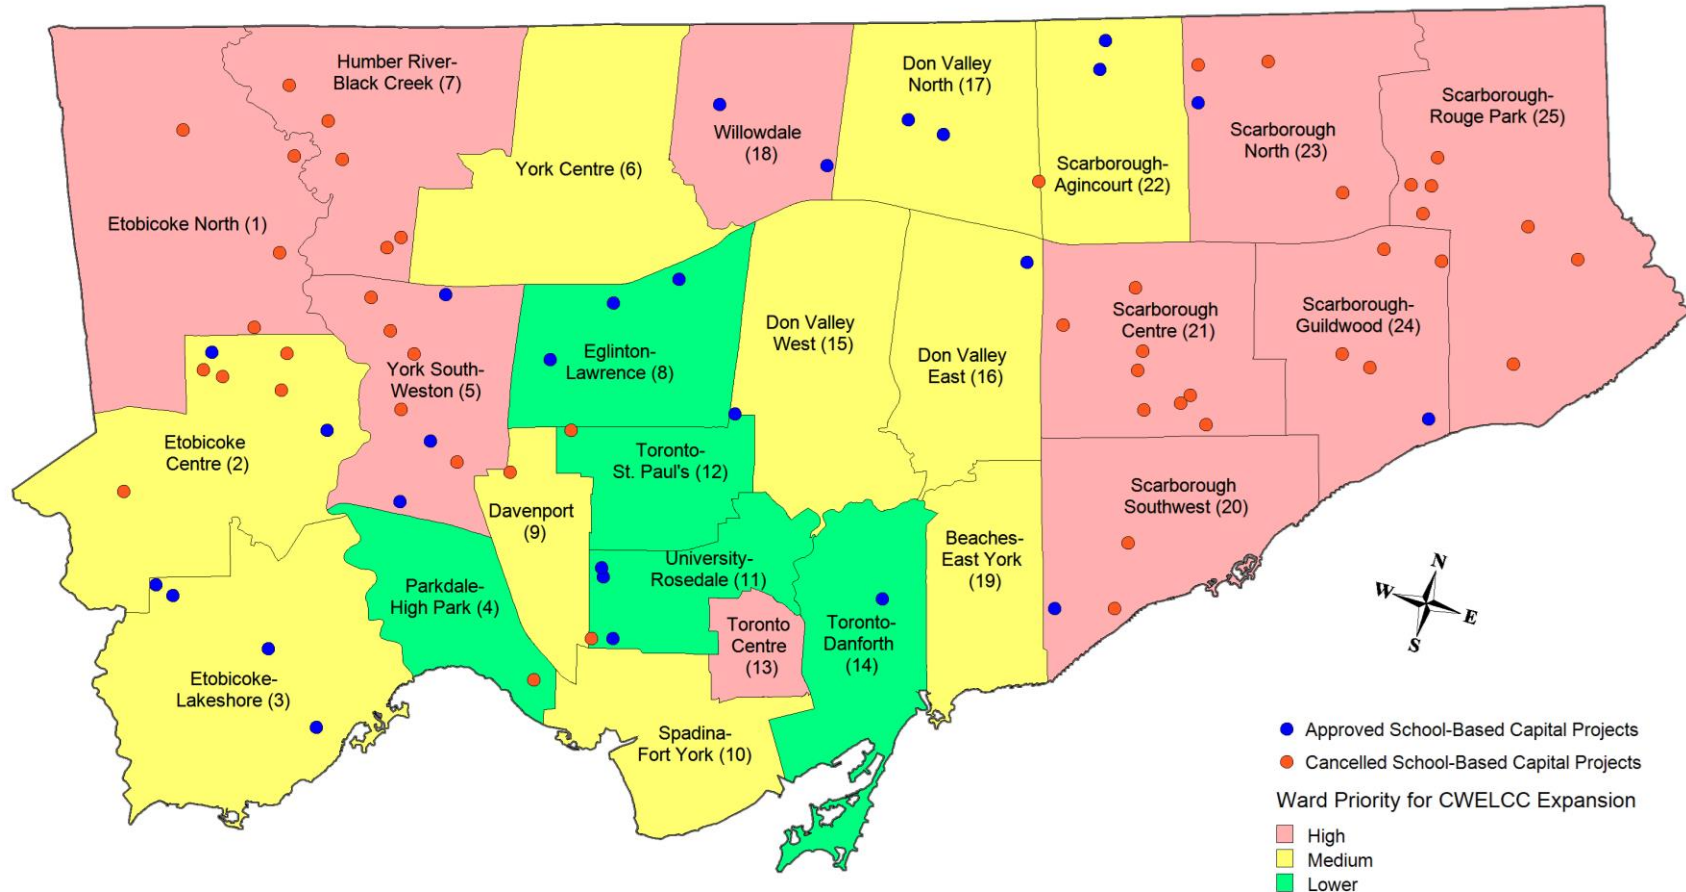 Humber River-
Black Creek (7)
Don Valley
North (17)
Scarborough-
Rouge Park (25)
Willowdale
(18)
Scarborough
North (23)
York Centre (6)
Scarborough-
Agincourt (22)
Etobicoke North (1)
Scarborough
Centre (21)
Scarborough-
Guildwood (24)
Don Valley
West (15)
Eglinton-
Lawrence (8)
Don Valley
East (16)
York South-
Weston (5)
Etobicoke
Centre (2)
Toronto-
St. Paul's (12)
Scarborough
Southwest (20)
Davenport
(9)
Beaches-
East York
(19)
University-
Rosedale (11)
Parkdale-
High Park (4)
Toronto
Centre
(13)
Toronto-
Danforth
(14)
Etobicoke-
Lakeshore (3)
Spadina-
Fort York (10)
N
W
E
S
Approved School-Based Capital Projects
Cancelled School-Based Capital Projects
Ward Priority for CWELCC Expansion
High
Medium
Lower